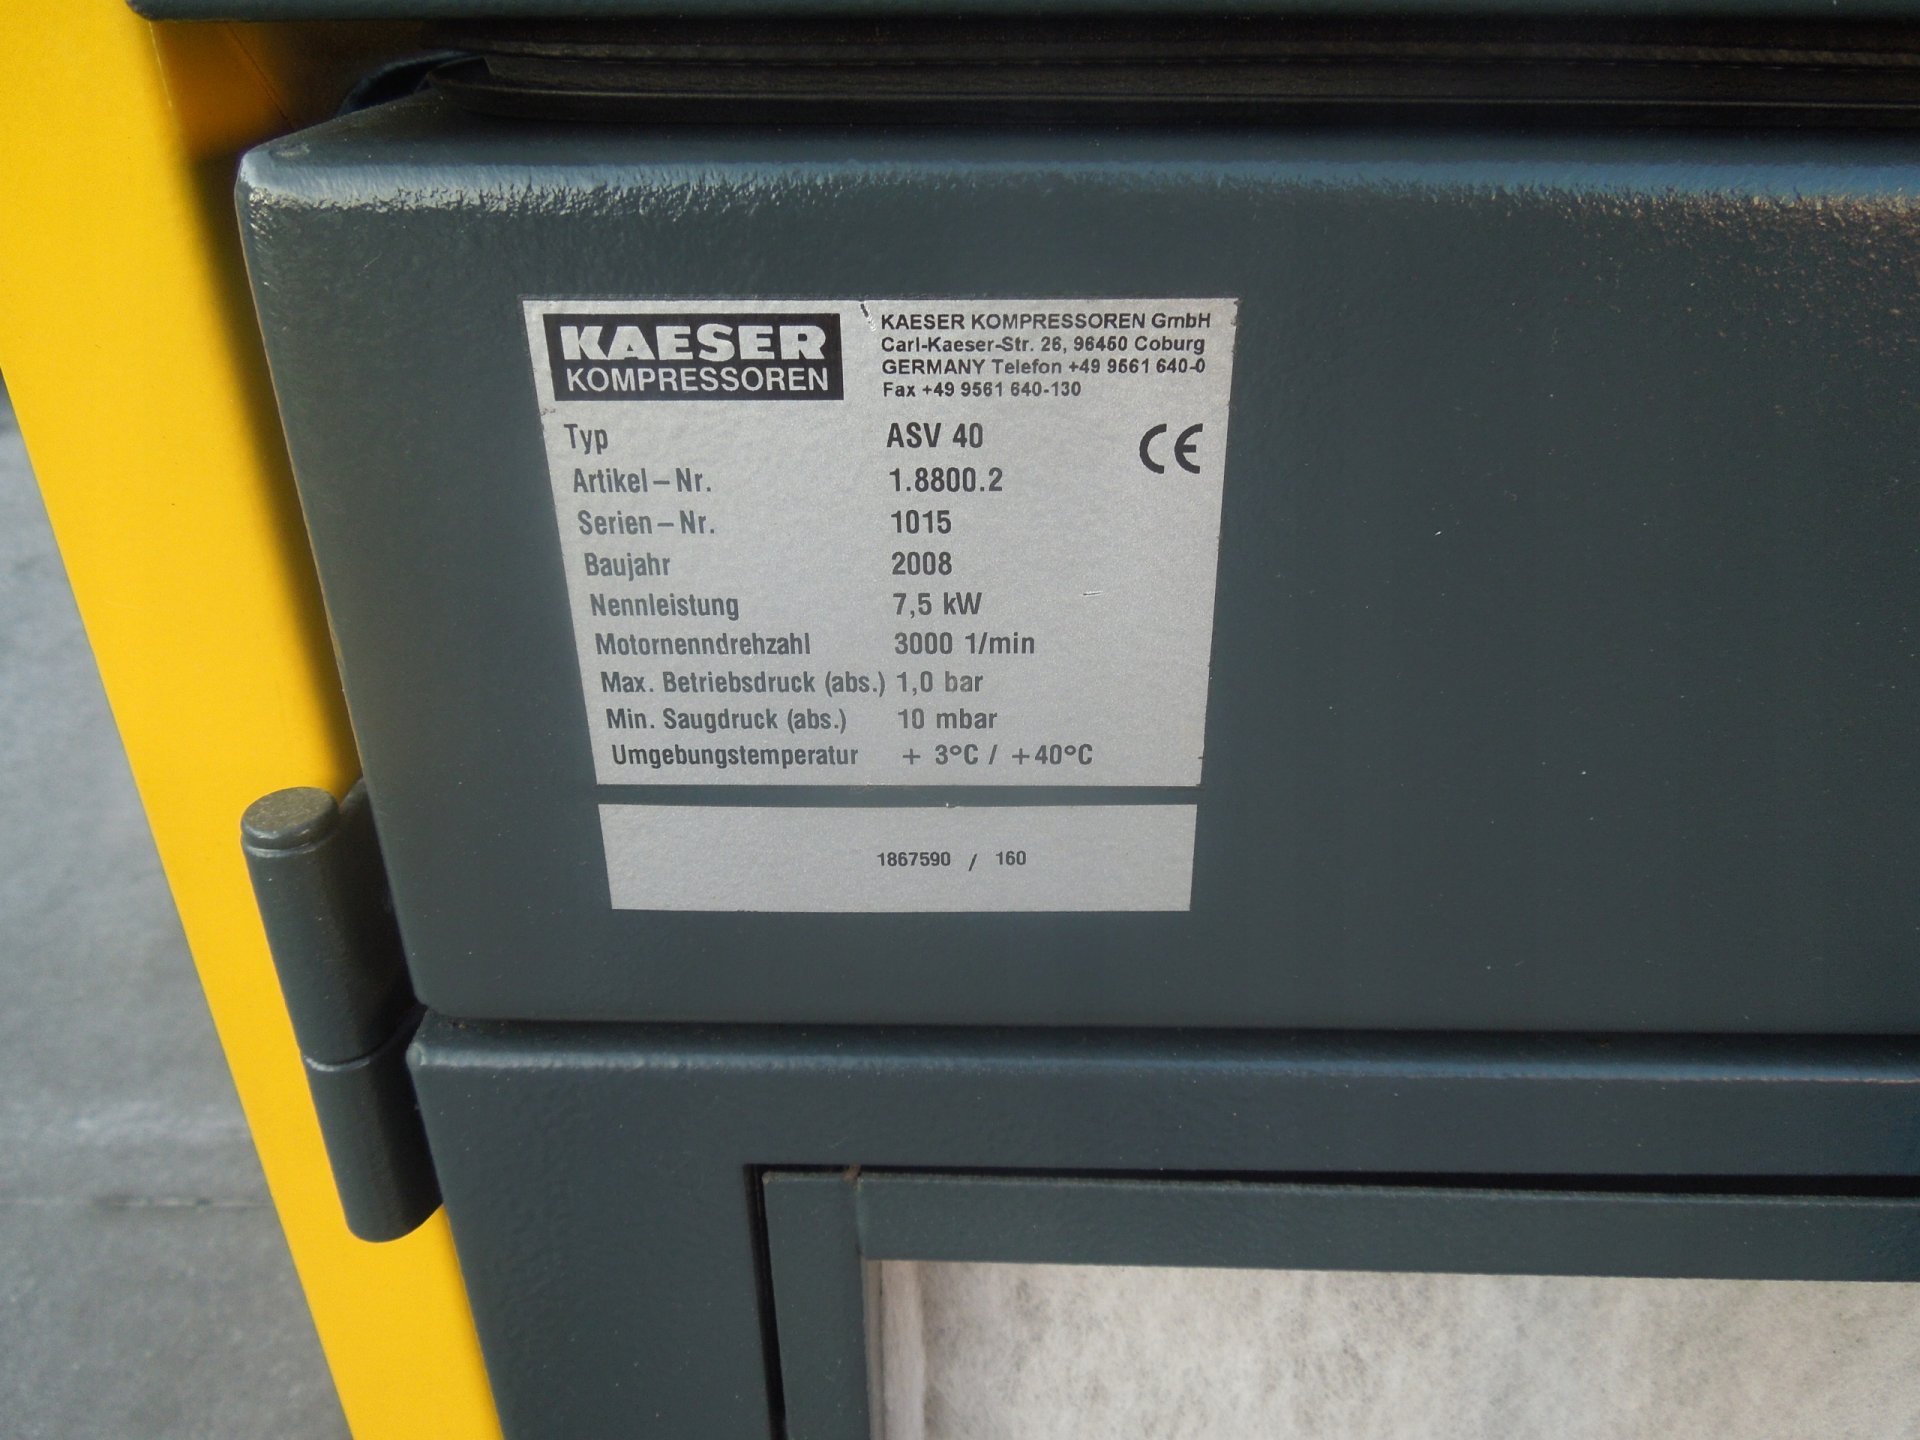 KAESER
KOMPRESSOREN
KAESER KOMPRESSOREN GmbH
Carl-Kaeser-Str. 26, 96450 Coburg
GERMANY Telefon +49 9561 640-0
Fax +49 9561 640-130
Typ ASV 40
CE
Artikel–Nr. 1.8800.2
Serien–Nr. 1015
Baujahr 2008
Nennleistung 7,5 kW
Motornenndrehzahl 3000 1/min
Max. Betriebsdruck (abs.) 1,0 bar
Min. Saugdruck (abs.) 10 mbar
Umgebungstemperatur + 3°C / +40°C
1867590 / 160